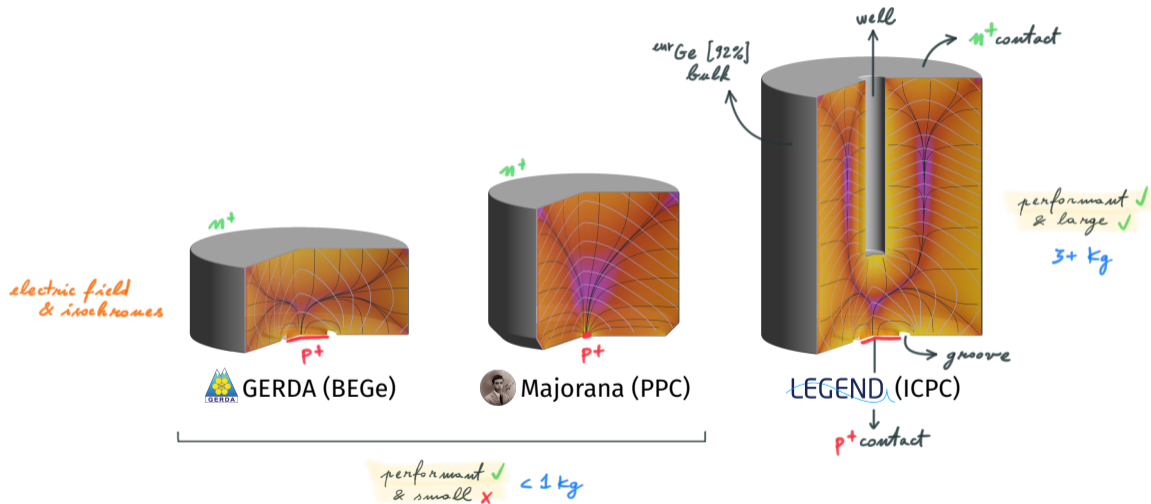 well
n+ contact
enrGe [92%]
bulk
n+
n+
performant ✓
& large ✓
3+ kg
electric field
& isochrones
p+
p+
groove
GERDA
GERDA (BEGe)
Majorana (PPC)
LEGEND (ICPC)
p+ contact
performant ✓
& small ✗
< 1 kg